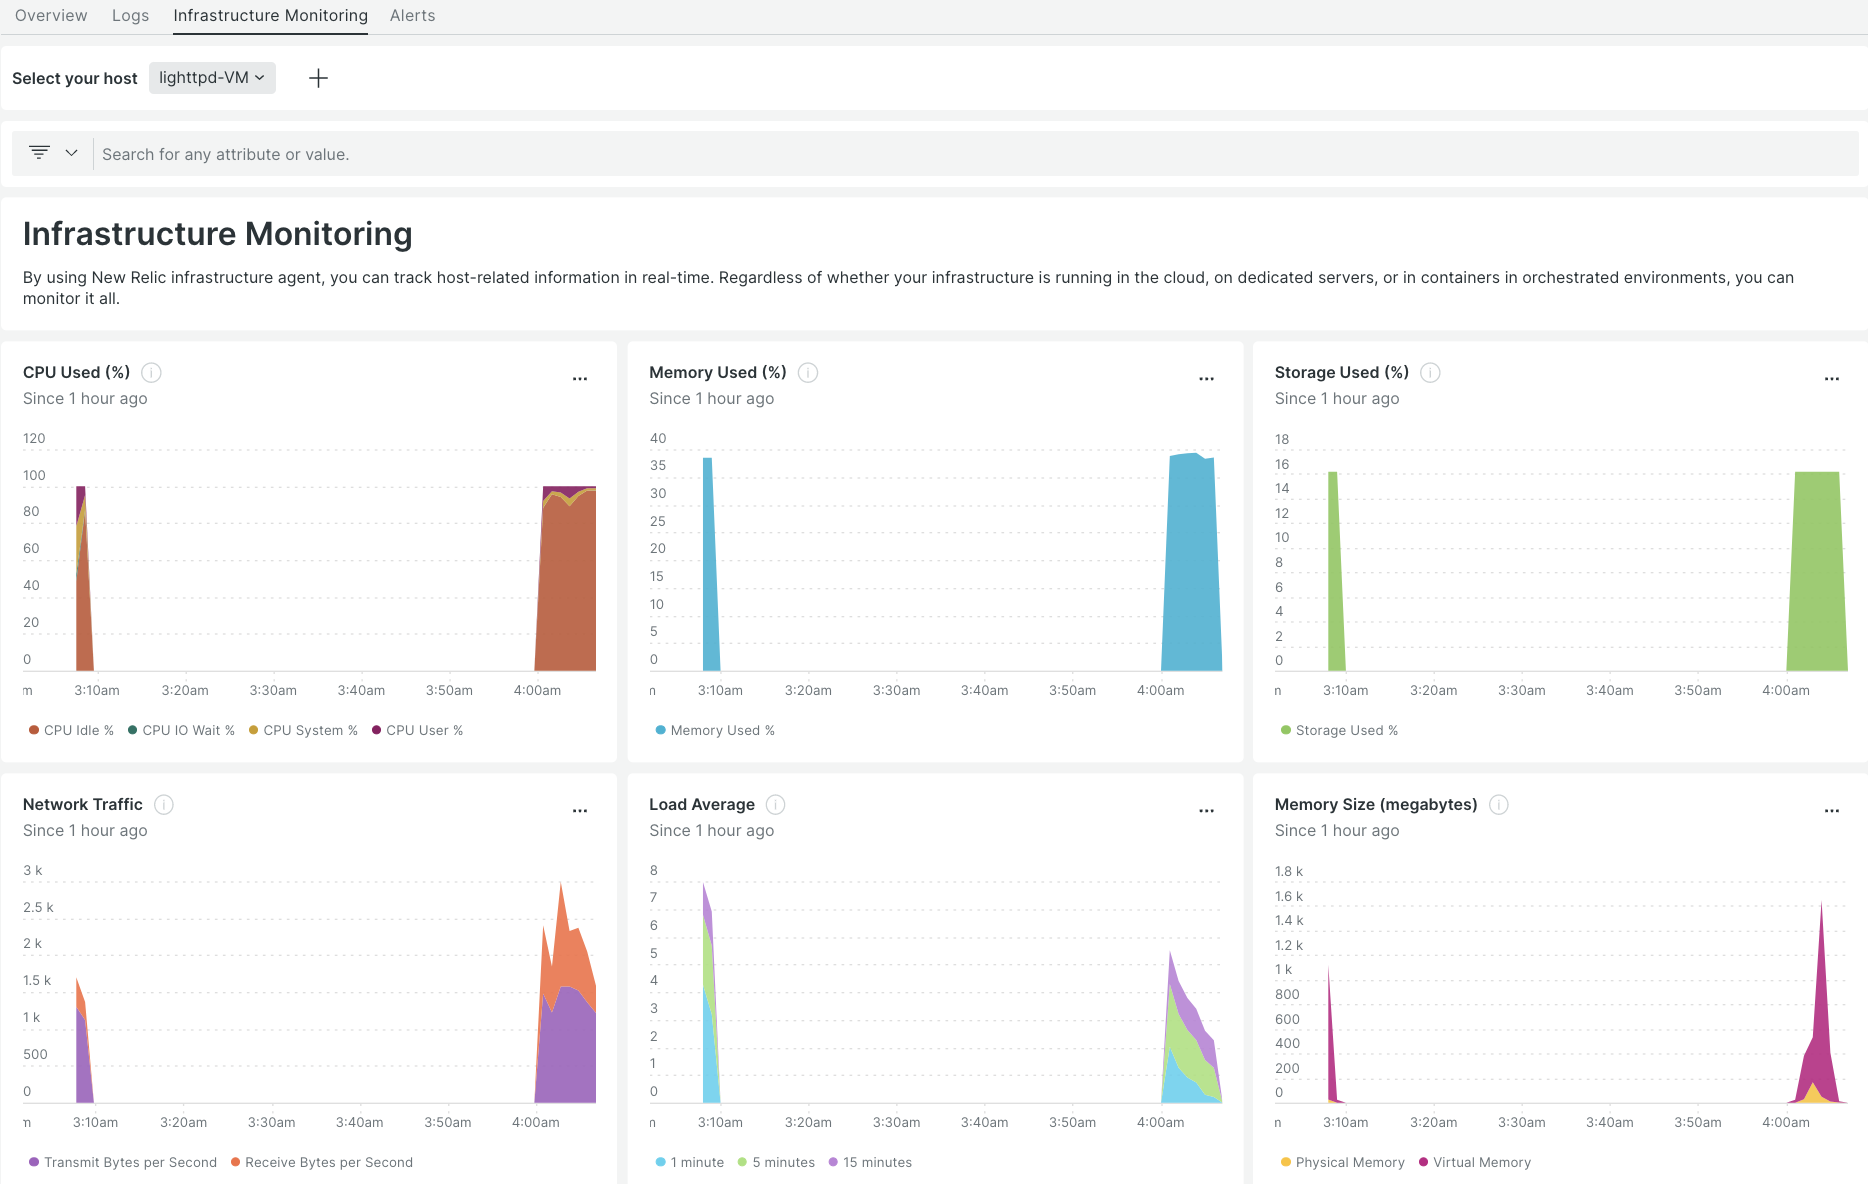 Overview Logs Infrastructure Monitoring Alerts
Select your host lighttpd-VM
Search for any attribute or value.
Infrastructure Monitoring
By using New Relic infrastructure agent, you can track host-related information in real-time. Regardless of whether your infrastructure is running in the cloud, on dedicated servers, or in containers in orchestrated environments, you can
monitor it all.
CPU Used (%)
Since 1 hour ago
120
100
80
60
40
20
0
m 3:10am 3:20am 3:30am 3:40am 3:50am 4:00am
CPU Idle % CPU IO Wait % CPU System % CPU User %
Memory Used (%)
Since 1 hour ago
40
35
30
25
20
15
10
5
0
n 3:10am 3:20am 3:30am 3:40am 3:50am 4:00am
Memory Used %
Storage Used (%)
Since 1 hour ago
18
16
14
12
10
8
6
4
2
0
n 3:10am 3:20am 3:30am 3:40am 3:50am 4:00am
Storage Used %
Network Traffic
Since 1 hour ago
3 k
2.5 k
2 k
1.5 k
1 k
500
0
n 3:10am 3:20am 3:30am 3:40am 3:50am 4:00am
Transmit Bytes per Second Receive Bytes per Second
Load Average
Since 1 hour ago
8
7
6
5
4
3
2
1
0
n 3:10am 3:20am 3:30am 3:40am 3:50am 4:00am
1 minute 5 minutes 15 minutes
Memory Size (megabytes)
Since 1 hour ago
1.8 k
1.6 k
1.4 k
1.2 k
1 k
800
600
400
200
0
n 3:10am 3:20am 3:30am 3:40am 3:50am 4:00am
Physical Memory Virtual Memory